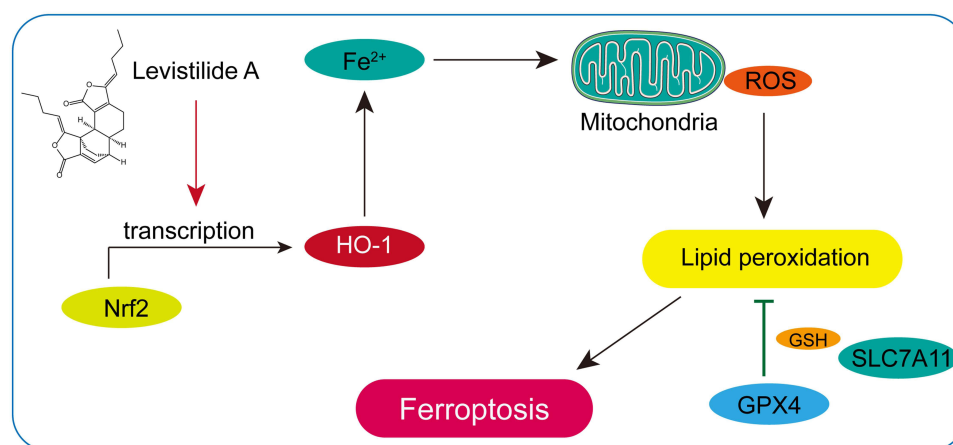 Levistilide A
Fe²⁺
ROS
Mitochondria
transcription
HO-1
Nrf2
Lipid peroxidation
GSH
SLC7A11
GPX4
Ferroptosis
O
O
H
H
O
O
H